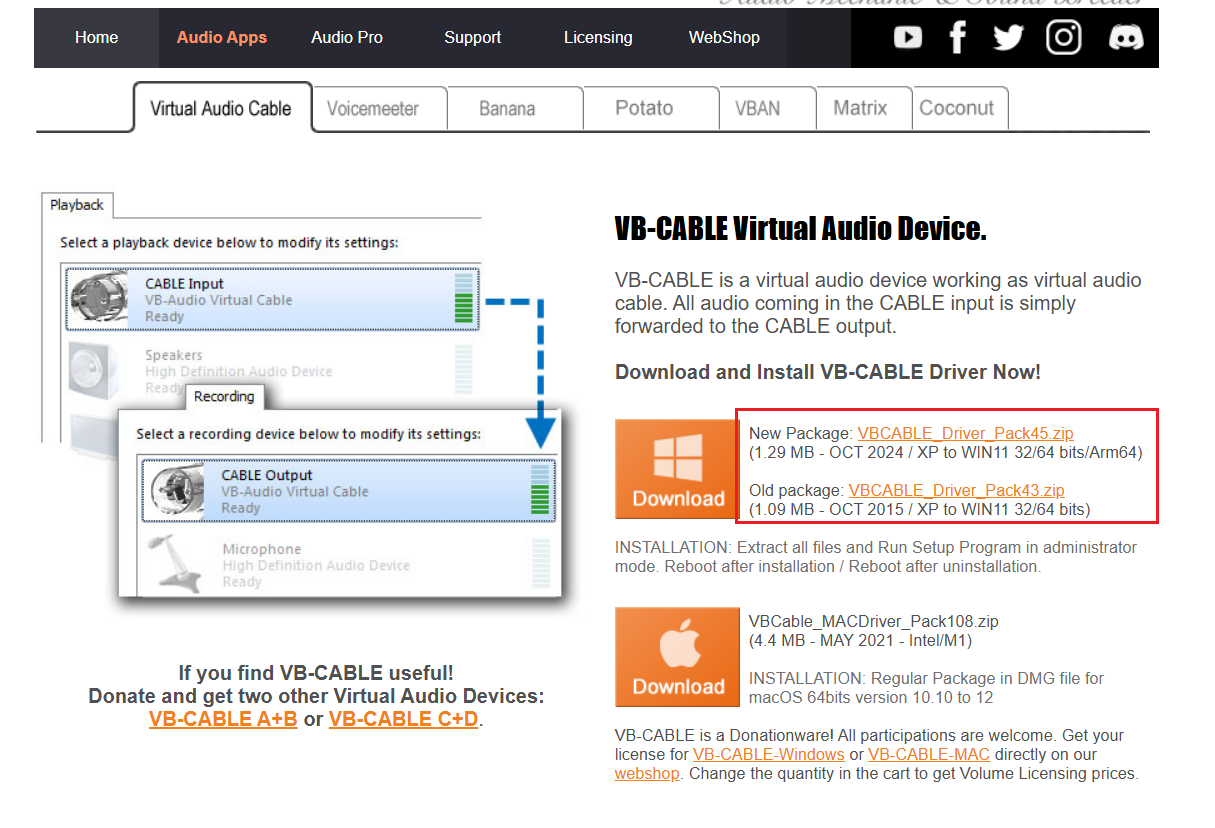 Home
Audio Apps
Audio Pro
Support
Licensing
WebShop
Virtual Audio Cable
Voicemeeter
Banana
Potato
VBAN
Matrix
Coconut
Playback
Select a playback device below to modify its settings:
CABLE Input
VB-Audio Virtual Cable
Ready
Speakers
High Definition Audio Device
Ready
Recording
Select a recording device below to modify its settings:
CABLE Output
VB-Audio Virtual Cable
Ready
Microphone
High Definition Audio Device
Ready
If you find VB-CABLE useful!
Donate and get two other Virtual Audio Devices:
VB-CABLE A+B or VB-CABLE C+D.
VB-CABLE Virtual Audio Device.
VB-CABLE is a virtual audio device working as virtual audio
cable. All audio coming in the CABLE input is simply
forwarded to the CABLE output.
Download and Install VB-CABLE Driver Now!
Download
New Package: VBCABLE_Driver_Pack45.zip
(1.29 MB - OCT 2024 / XP to WIN11 32/64 bits/Arm64)
Old package: VBCABLE_Driver_Pack43.zip
(1.09 MB - OCT 2015 / XP to WIN11 32/64 bits)
INSTALLATION: Extract all files and Run Setup Program in administrator
mode. Reboot after installation / Reboot after uninstallation.
Download
VBCable_MACDriver_Pack108.zip
(4.4 MB - MAY 2021 - Intel/M1)
INSTALLATION: Regular Package in DMG file for
macOS 64bits version 10.10 to 12
VB-CABLE is a Donationware! All participations are welcome. Get your
license for VB-CABLE-Windows or VB-CABLE-MAC directly on our
webshop. Change the quantity in the cart to get Volume Licensing prices.